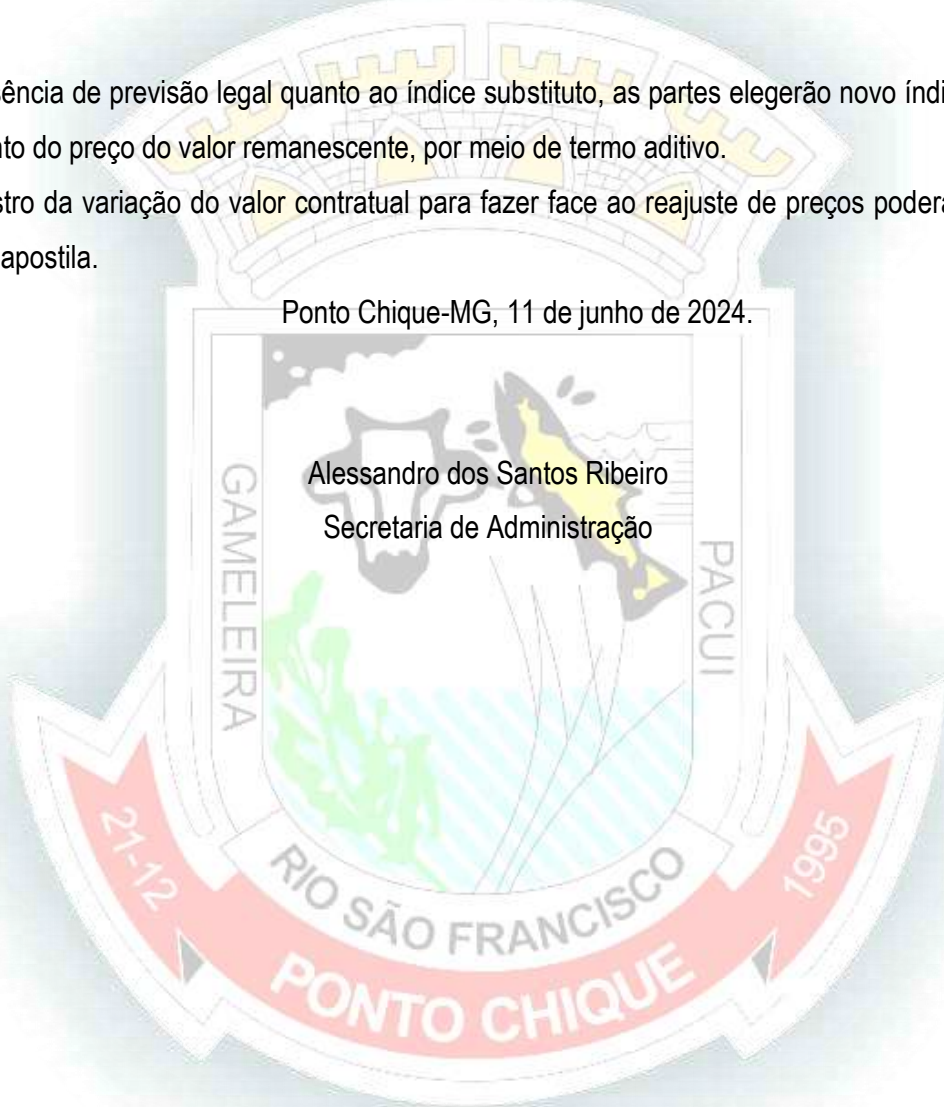 sência de previsão legal quanto ao índice substituto, as partes elegerão novo índi
nto do preço do valor remanescente, por meio de termo aditivo.
stro da variação do valor contratual para fazer face ao reajuste de preços poder
apostila.
Ponto Chique-MG, 11 de junho de 2024.
Alessandro dos Santos Ribeiro
Secretaria de Administração
GAMELEIRA
PACUI
21-12
1995
RIO SÃO FRANCISCO
PONTO CHIQUE